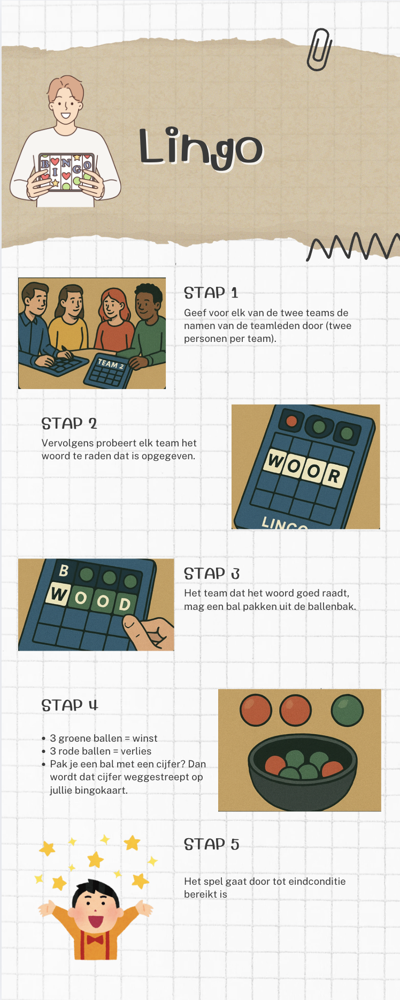 BINGO
Lingo
TEAM 2
STAP 1
Geef voor elk van de twee teams de
namen van de teamleden door (twee
personen per team).
STAP 2
Vervolgens probeert elk team het
woord te raden dat is opgegeven.
WOOR
LINGO
B
WOOD
STAP 3
Het team dat het woord goed raadt,
mag een bal pakken uit de ballenbak.
STAP 4
• 3 groene ballen = winst
• 3 rode ballen = verlies
• Pak je een bal met een cijfer? Dan
wordt dat cijfer weggestreept op
jullie bingokaart.
STAP 5
Het spel gaat door tot eindconditie
bereikt is